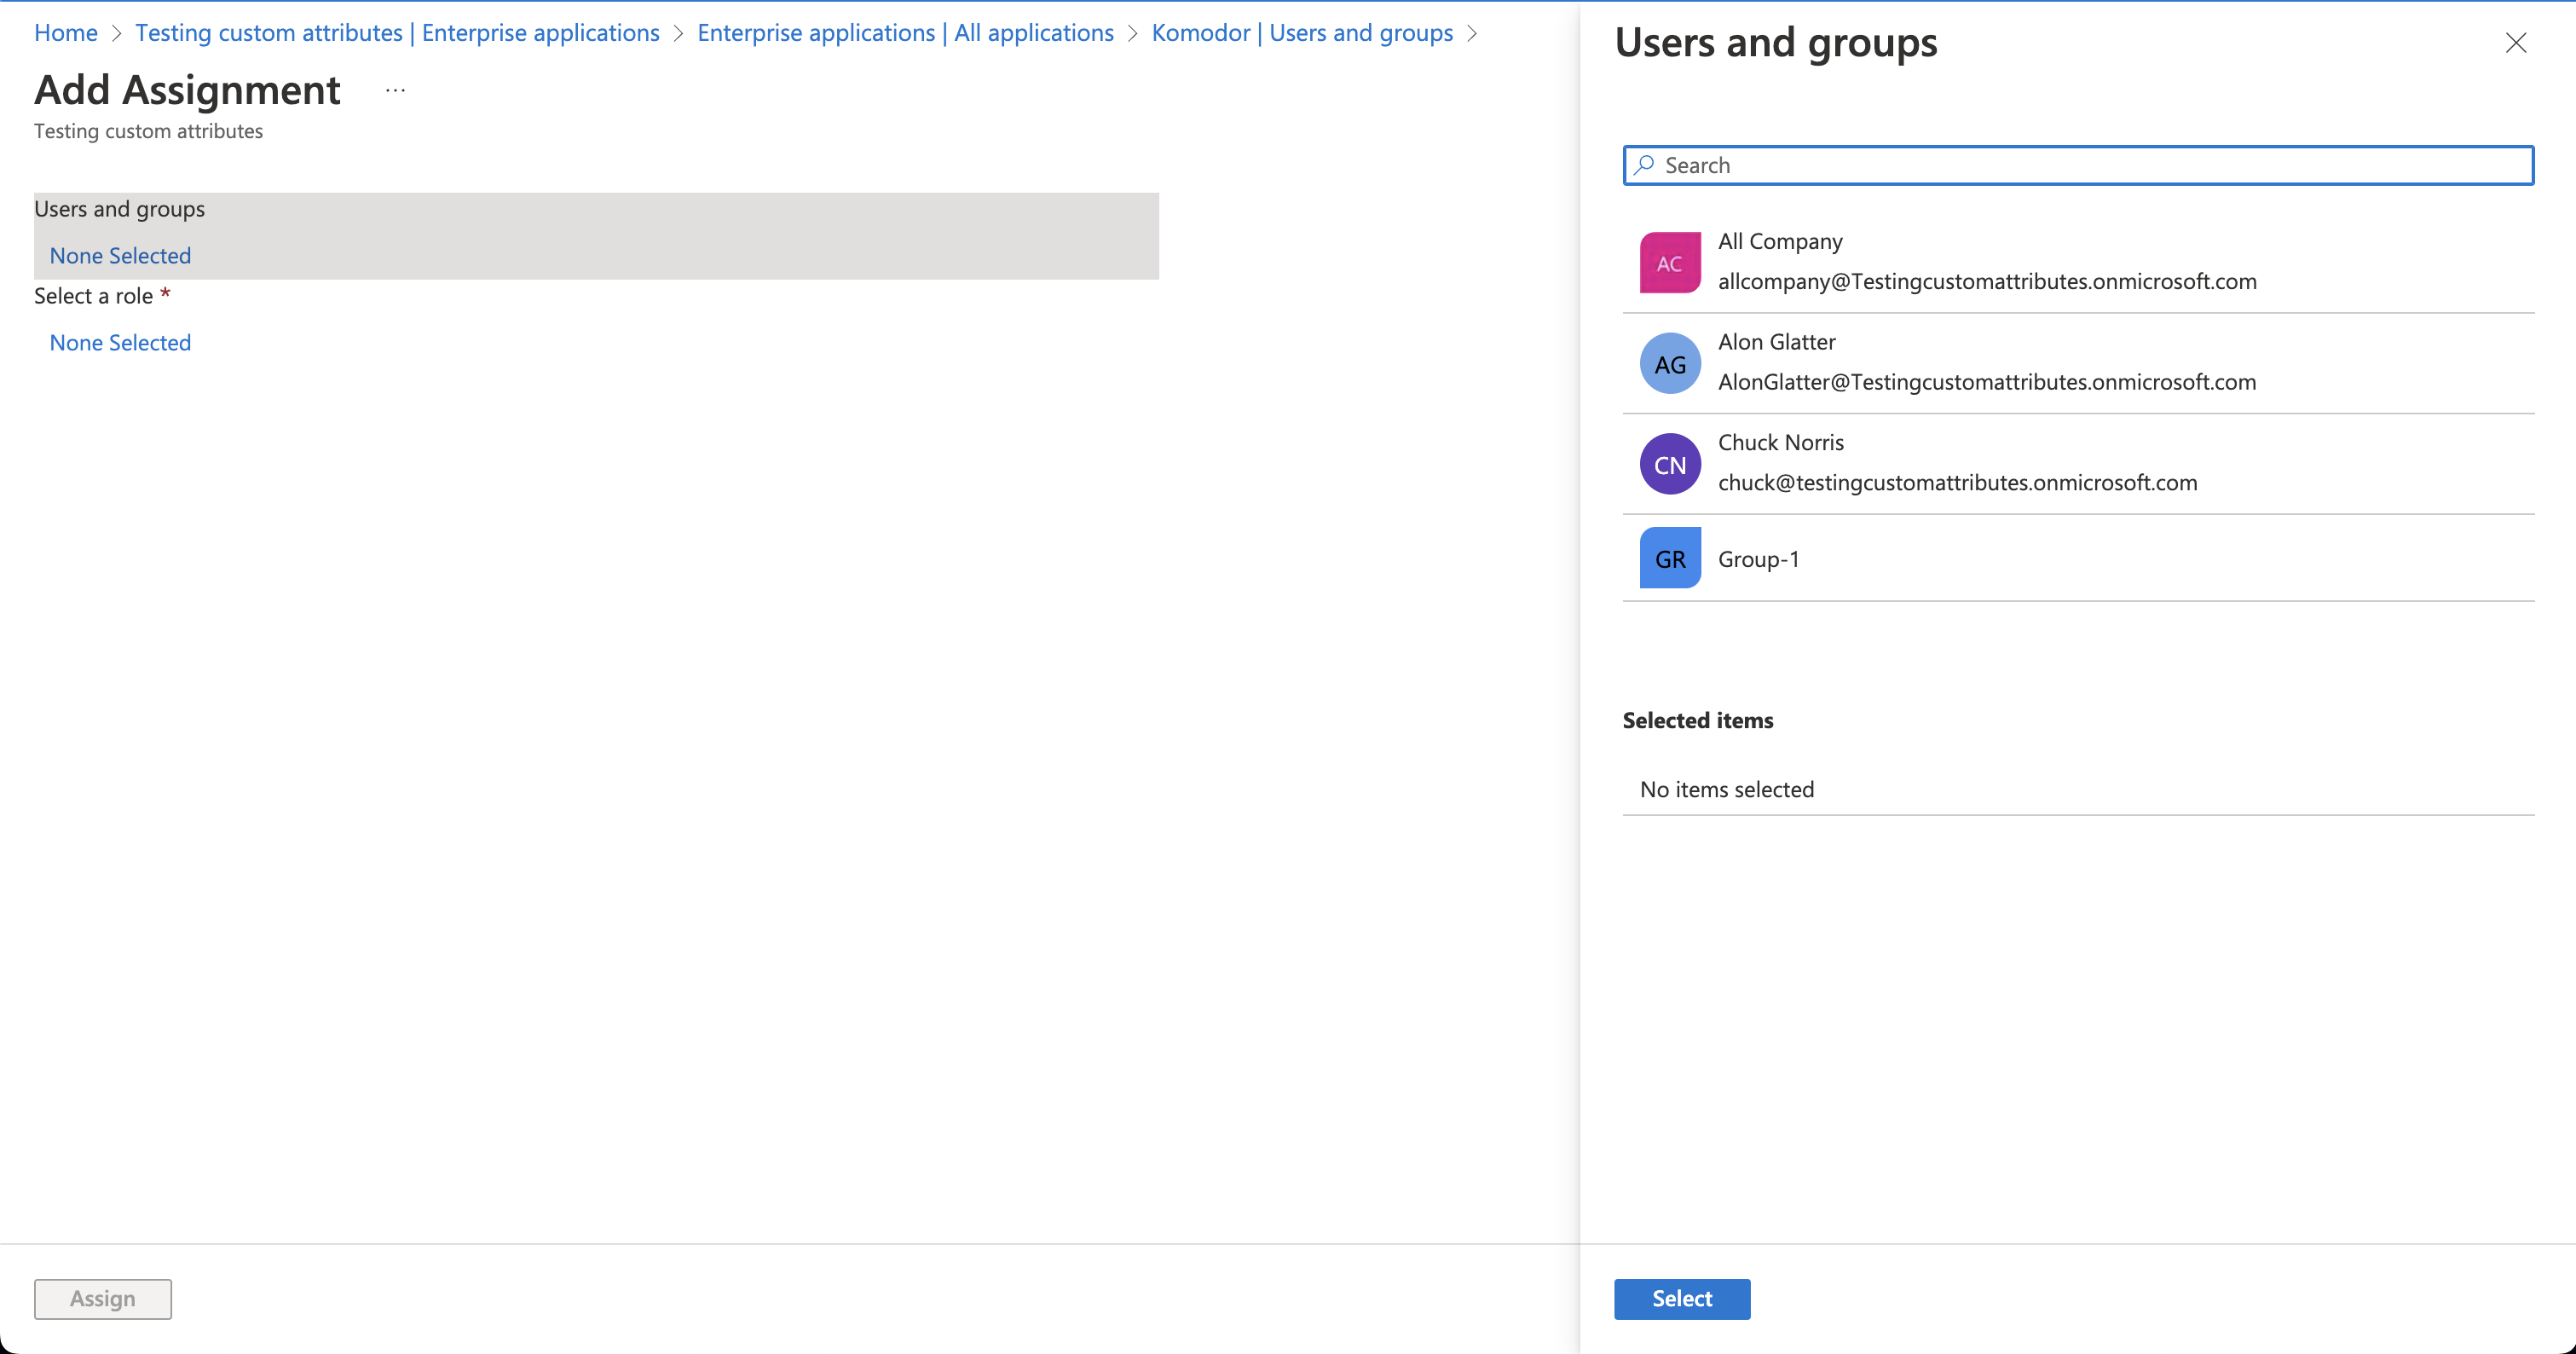 Home > Testing custom attributes | Enterprise applications > Enterprise applications | All applications > Komodor | Users and groups >
Add Assignment ...
Testing custom attributes
Users and groups
None Selected
Select a role *
None Selected
Assign
Users and groups
Search
AC
All Company
allcompany@Testingcustomattributes.onmicrosoft.com
AG
Alon Glatter
AlonGlatter@Testingcustomattributes.onmicrosoft.com
CN
Chuck Norris
chuck@testingcustomattributes.onmicrosoft.com
GR
Group-1
Selected items
No items selected
Select